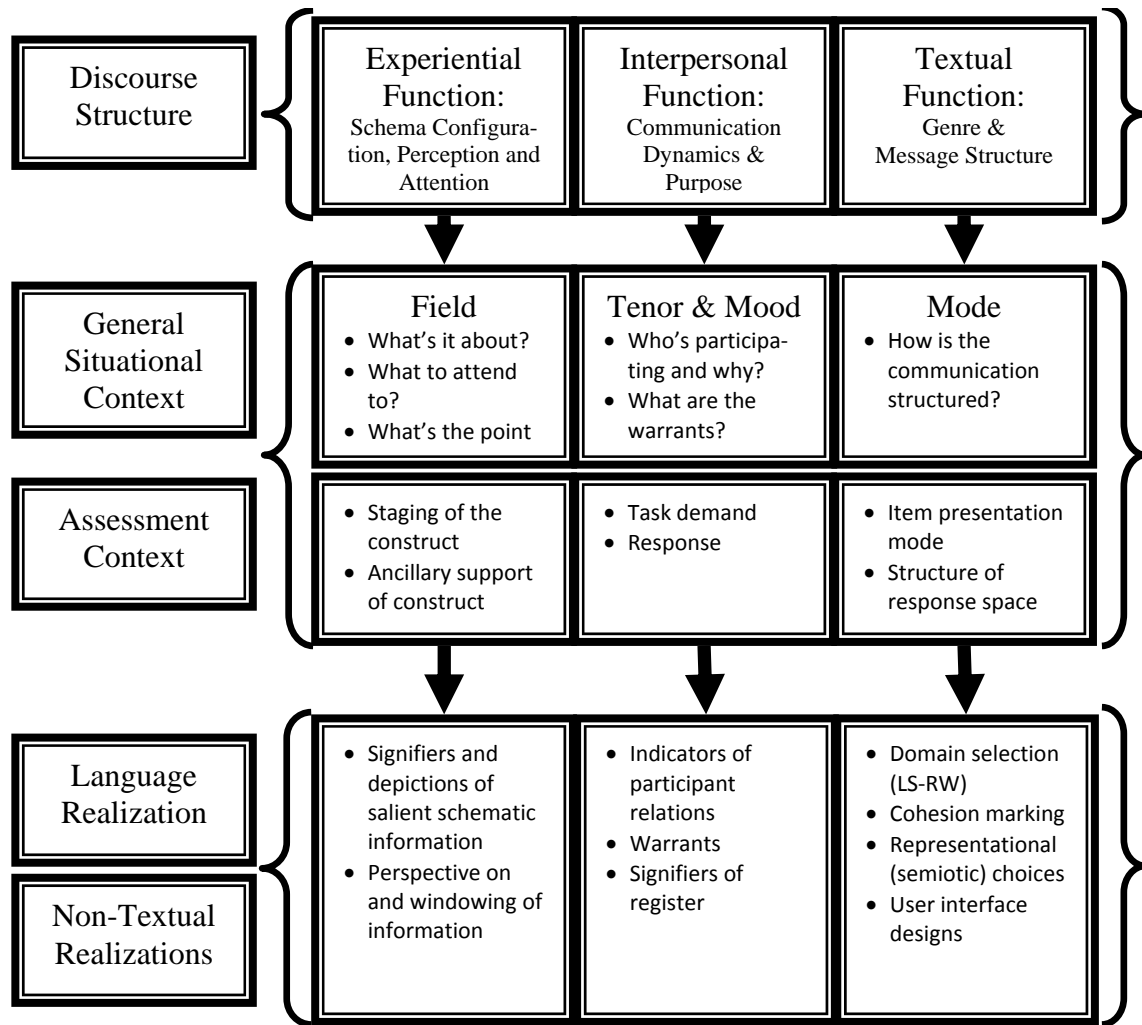 Discourse
Structure
Experiential
Function:
Schema Configura-
tion, Perception and
Attention
Interpersonal
Function:
Communication
Dynamics &
Purpose
Textual
Function:
Genre &
Message Structure
General
Situational
Context
Field
• What's it about?
• What to attend
to?
• What's the point
Tenor & Mood
• Who's participa-
ting and why?
• What are the
warrants?
Mode
• How is the
communication
structured?
Assessment
Context
• Staging of the
construct
• Ancillary support
of construct
• Task demand
• Response
• Item presentation
mode
• Structure of
response space
Language
Realization
Non-Textual
Realizations
• Signifiers and
depictions of
salient schematic
information
• Perspective on
and windowing of
information
• Indicators of
participant
relations
• Warrants
• Signifiers of
register
• Domain selection
(LS-RW)
• Cohesion marking
• Representational
(semiotic) choices
• User interface
designs